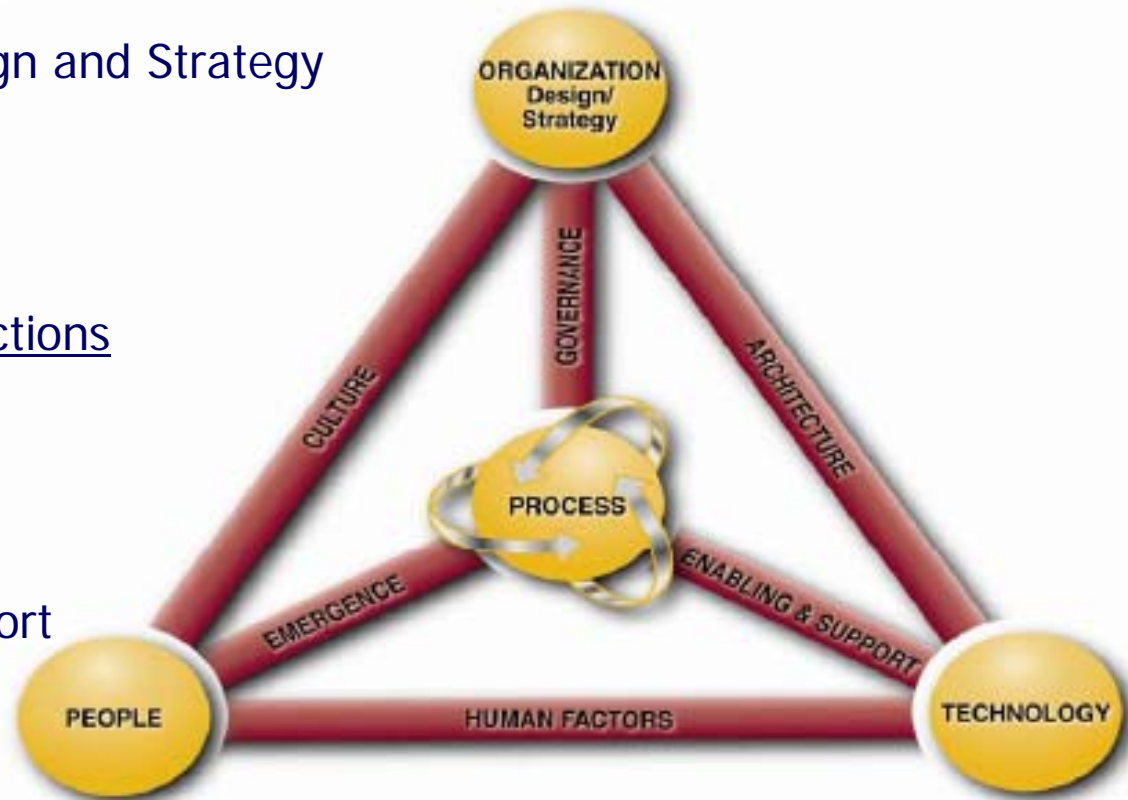 gn and Strategy
ORGANIZATION
Design/
Strategy
GOVERNANCE
ctions
CULTURE
ARCHITECTURE
PROCESS
EMERGENCE
ENABLING & SUPPORT
ort
PEOPLE
HUMAN FACTORS
TECHNOLOGY